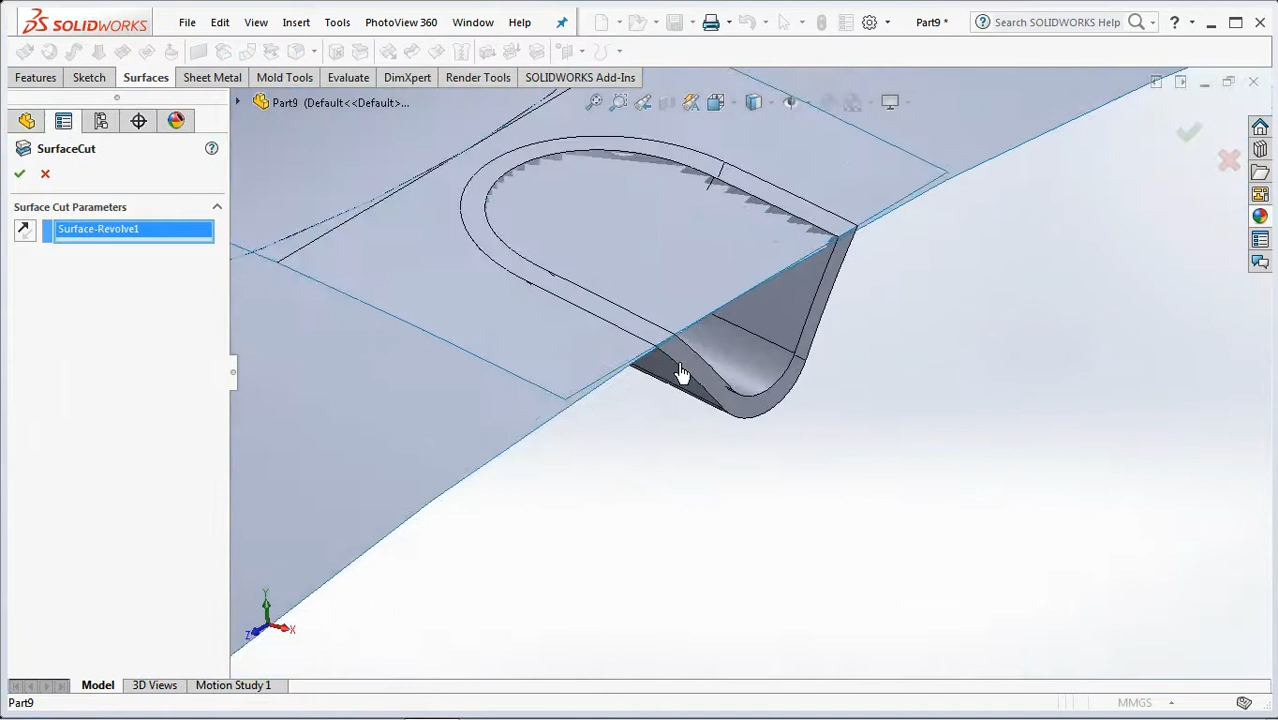 SOLIDWORKS File Edit View Insert Tools PhotoView 360 Window Help Part9 * Search SOLIDWORKS Help ?
Features Sketch Surfaces Sheet Metal Mold Tools Evaluate DimXpert Render Tools SOLIDWORKS Add-Ins
Part9 (Default<<Default>...
SurfaceCut ?
Surface Cut Parameters
Surface-Revolve1
Y
Z X
Model 3D Views Motion Study 1
Part9 MMGS